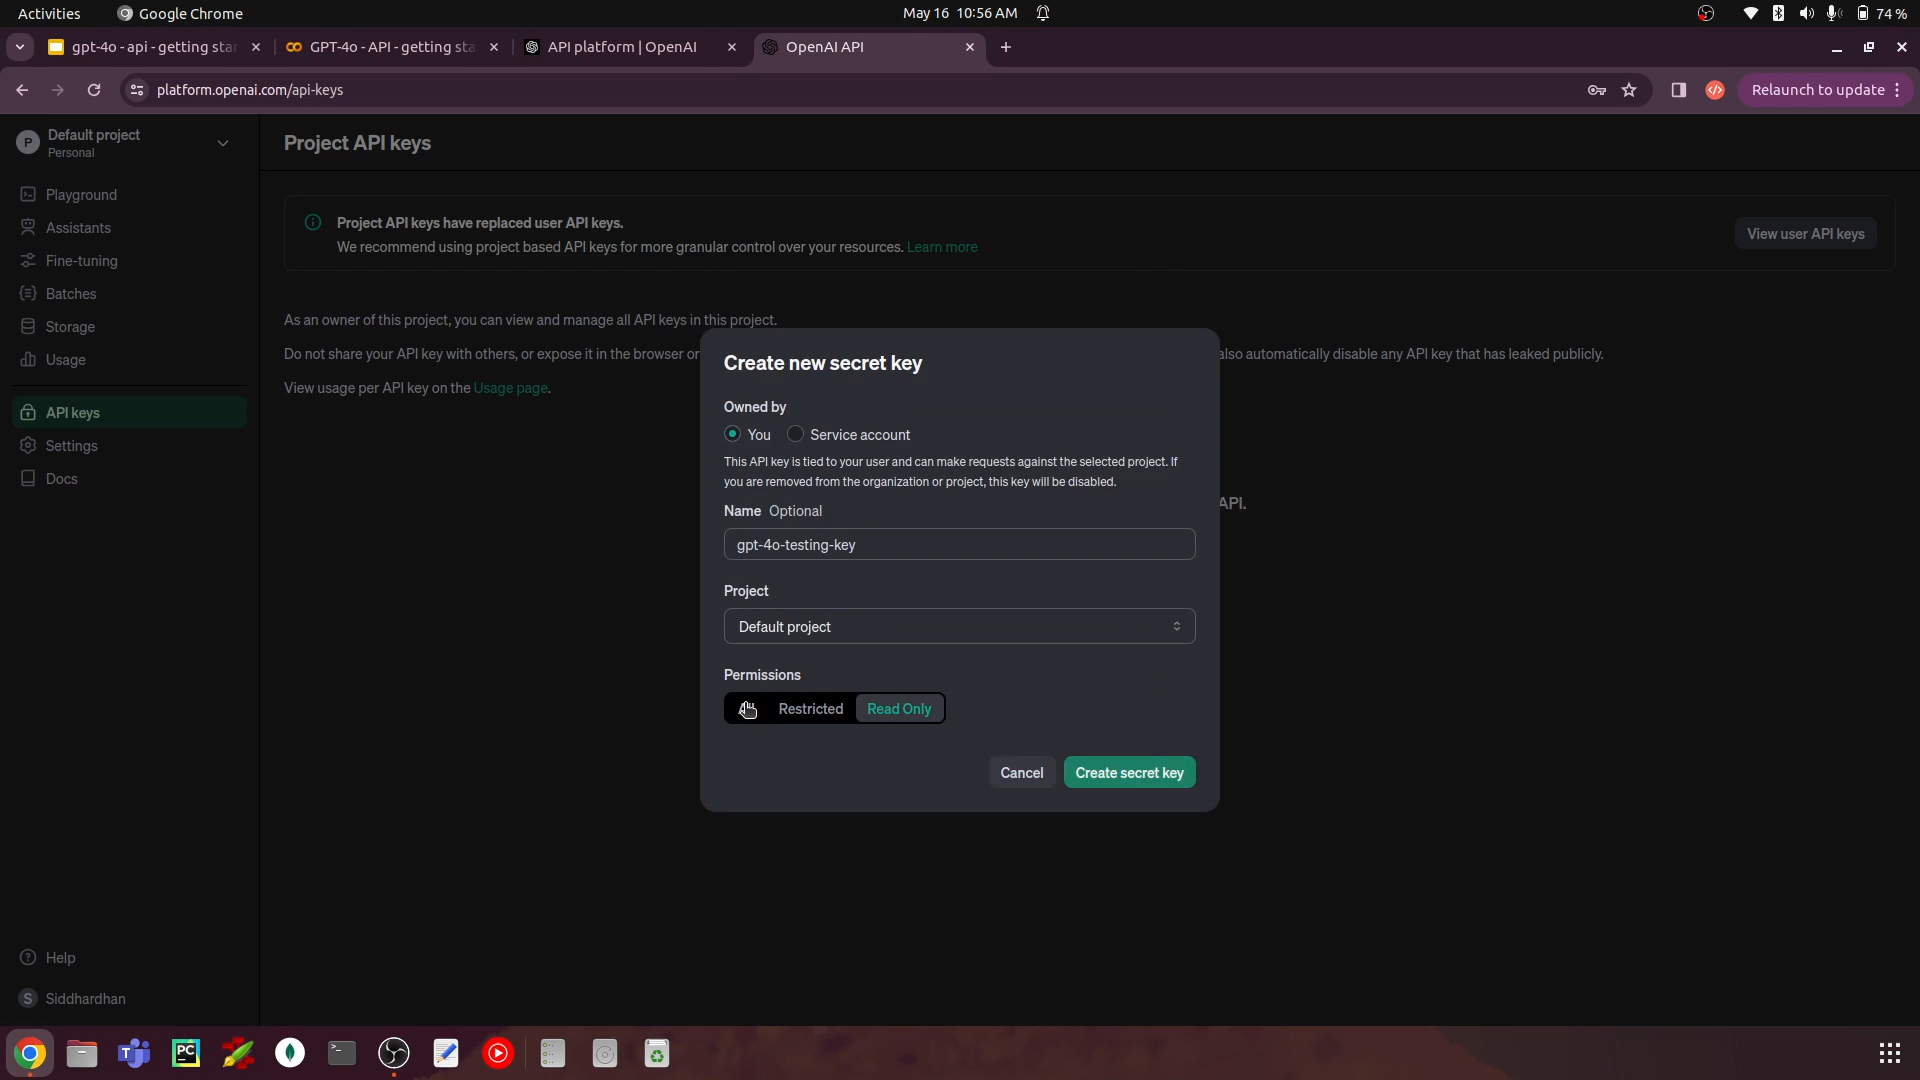 Activities
Google Chrome
May 16 10:56 AM
74 %
gpt-4o - api - getting star
GPT-4o - API - getting sta
API platform | OpenAI
OpenAI API
platform.openai.com/api-keys
Relaunch to update
P
Default project
Personal
Project API keys
Playground
Assistants
Fine-tuning
Batches
Storage
Usage
API keys
Settings
Docs
Project API keys have replaced user API keys.
We recommend using project based API keys for more granular control over your resources. Learn more
View user API keys
As an owner of this project, you can view and manage all API keys in this project.
Do not share your API key with others, or expose it in the browser or
also automatically disable any API key that has leaked publicly.
View usage per API key on the Usage page.
API.
Create new secret key
Owned by
You
Service account
This API key is tied to your user and can make requests against the selected project. If
you are removed from the organization or project, this key will be disabled.
Name Optional
gpt-4o-testing-key
Project
Default project
Permissions
Restricted
Read Only
Cancel
Create secret key
Help
S
Siddhardhan
PC